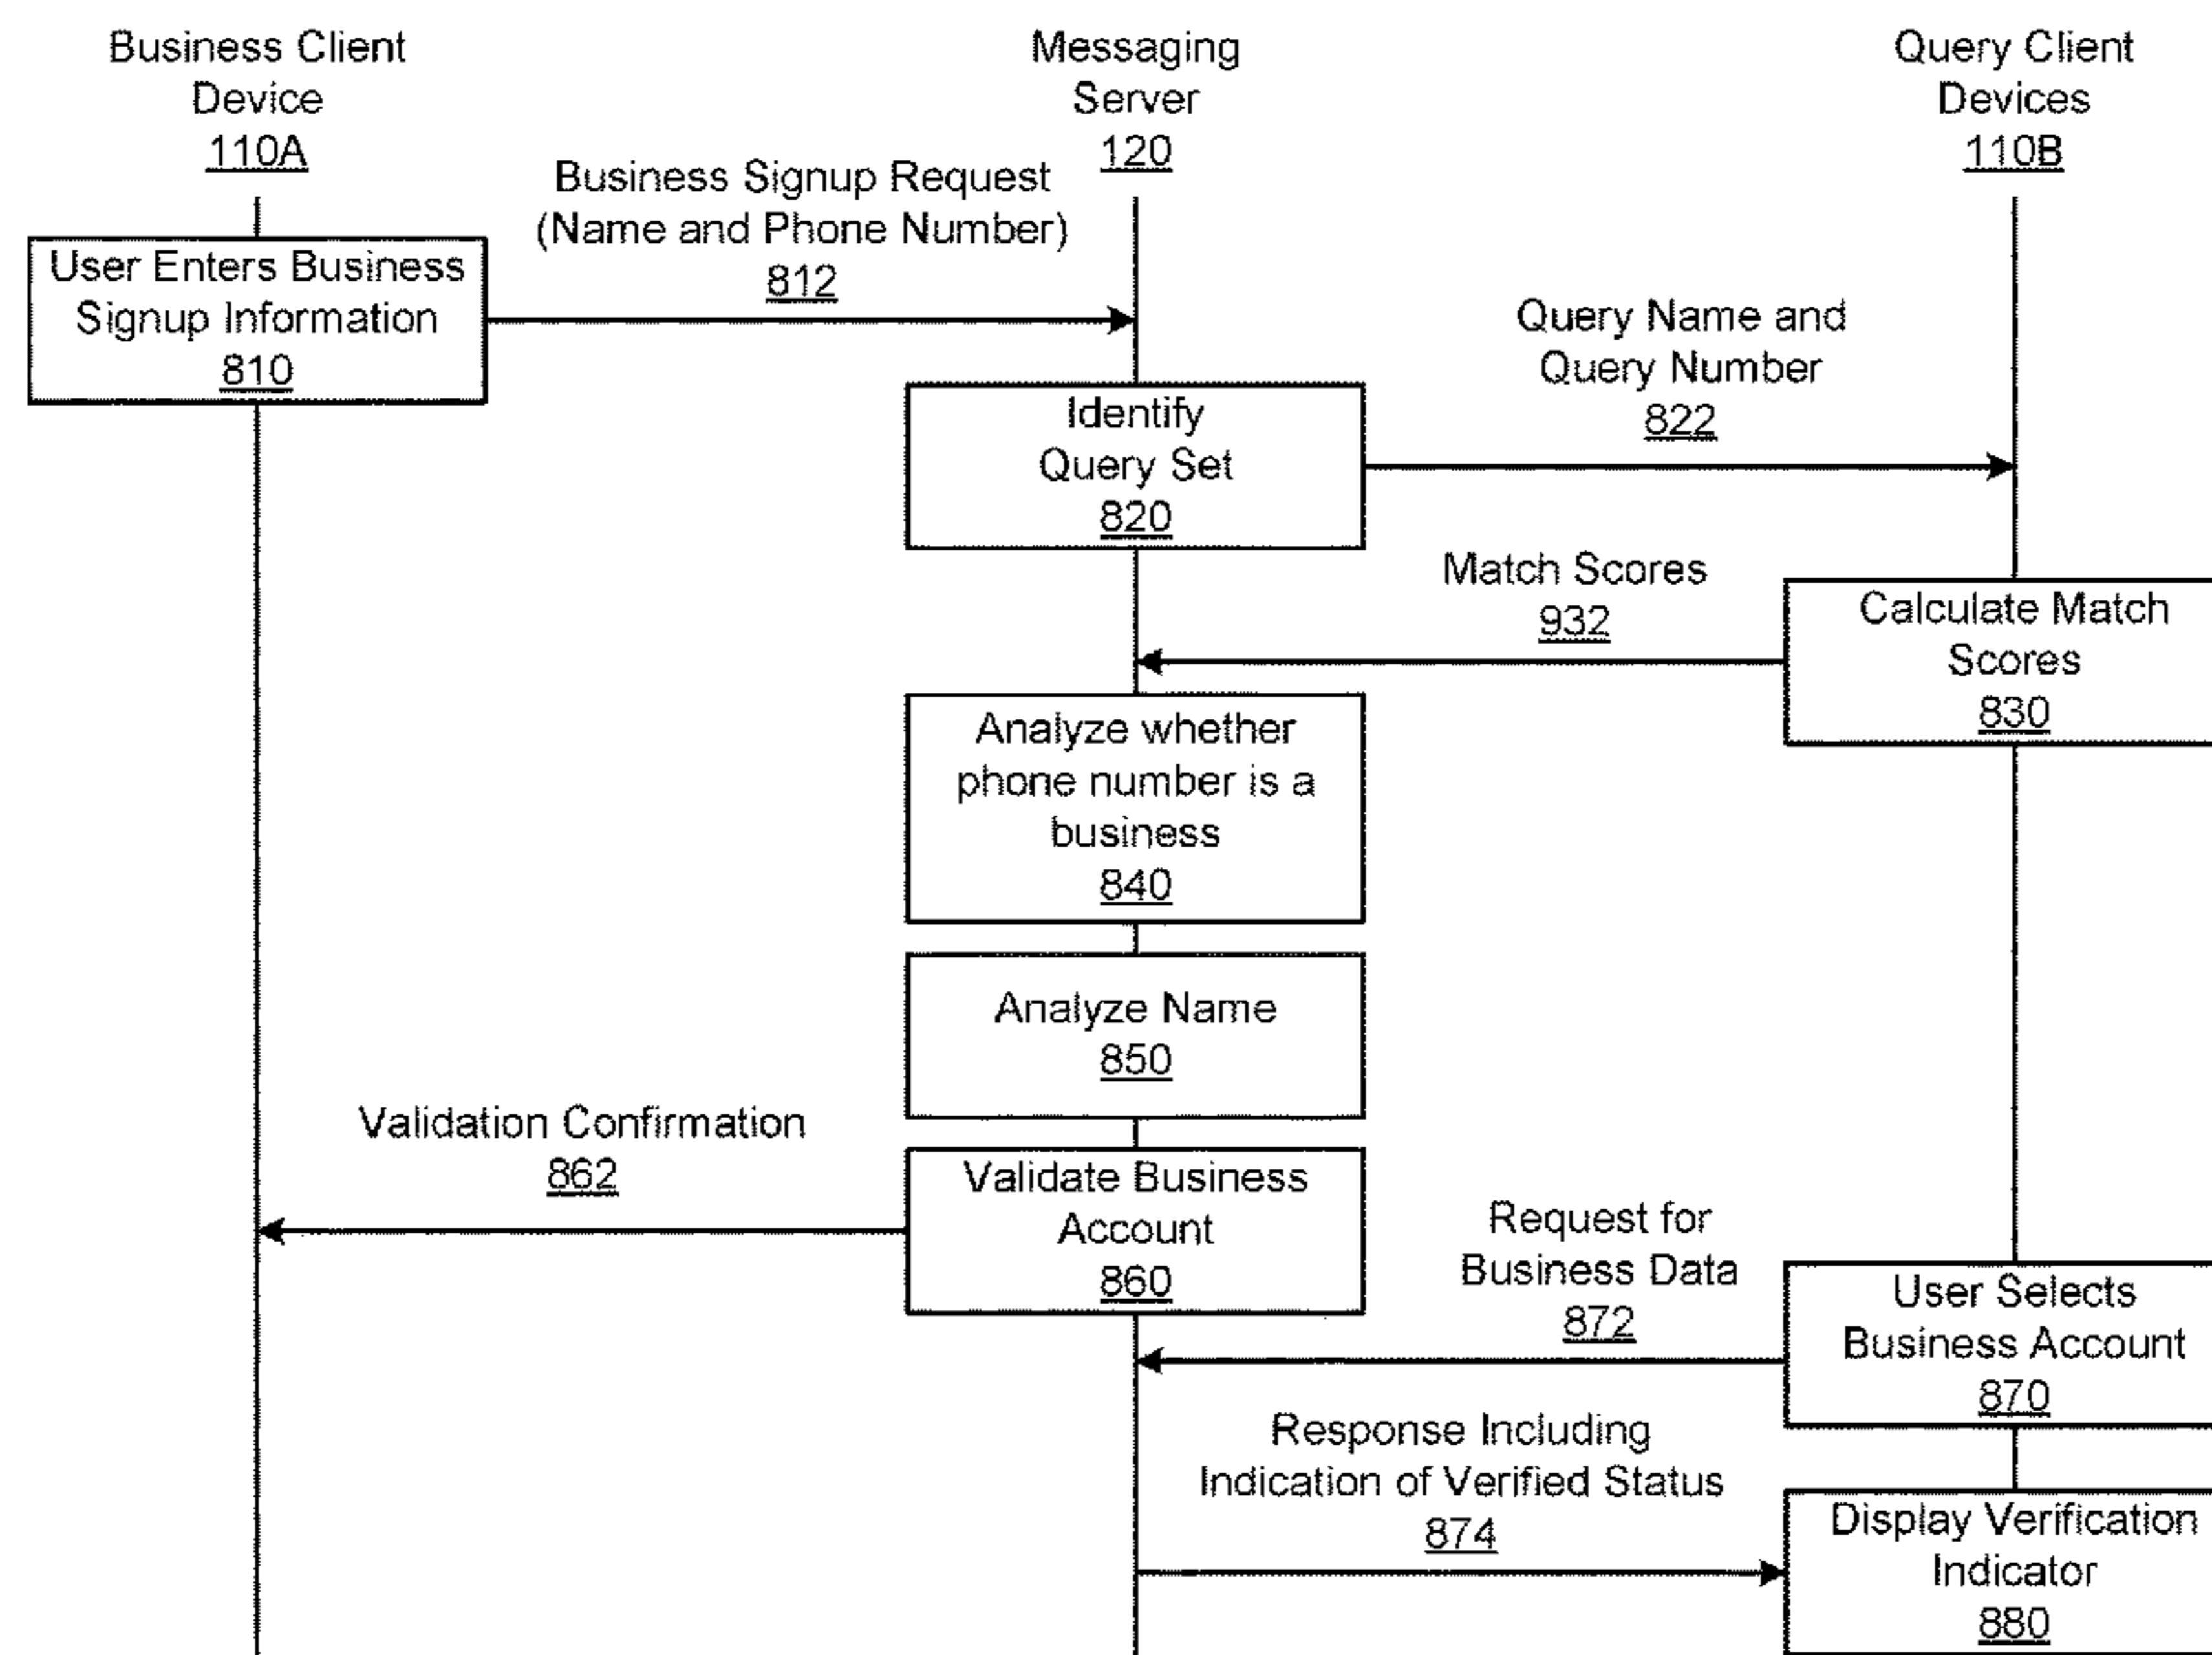 Business Client
Device
110A
Messaging
Server
120
Query Client
Devices
110B
Business Signup Request
(Name and Phone Number)
812
User Enters Business
Signup Information
810
Query Name and
Query Number
822
Identify
Query Set
820
Match Scores
932
Calculate Match
Scores
830
Analyze whether
phone number is a
business
840
Analyze Name
850
Validation Confirmation
862
Validate Business
Account
860
Request for
Business Data
872
User Selects
Business Account
870
Response Including
Indication of Verified Status
874
Display Verification
Indicator
880